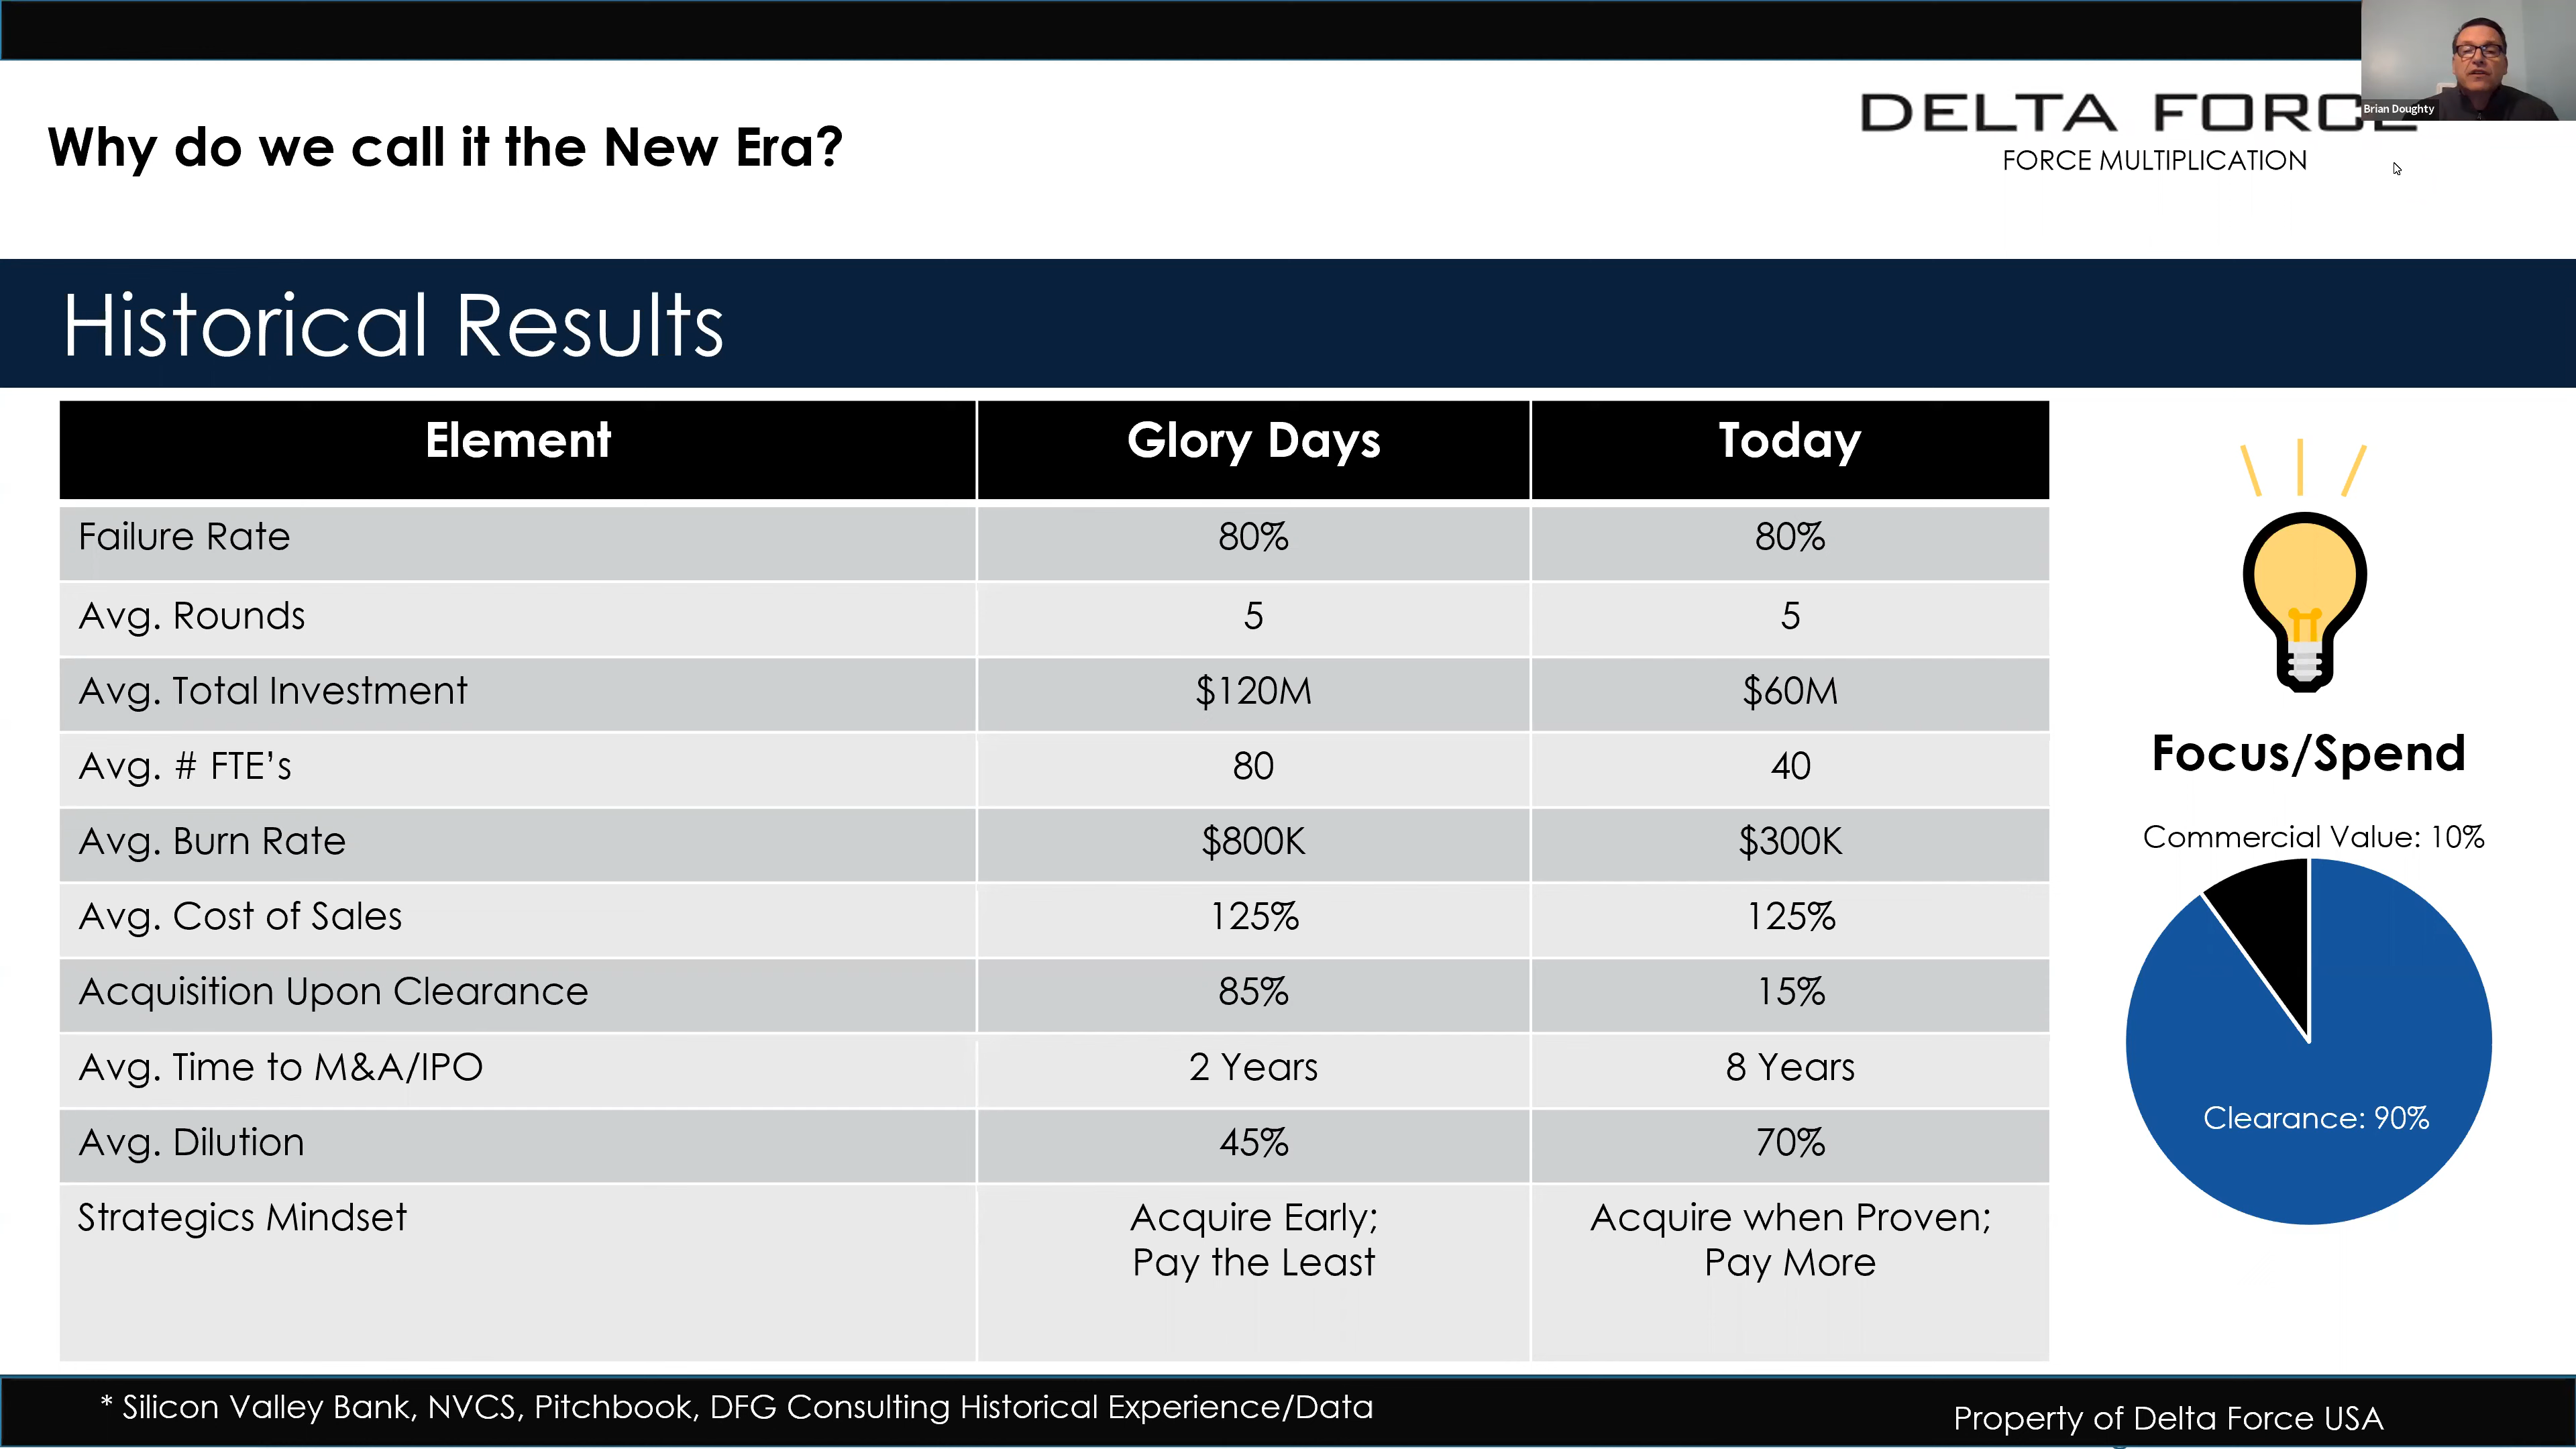 Brian Doughty
Why do we call it the New Era?
DELTA FORCE
FORCE MULTIPLICATION
Historical Results
Element Glory Days Today
Failure Rate 80% 80%
Avg. Rounds 5 5
Avg. Total Investment $120M $60M
Avg. # FTE’s 80 40
Avg. Burn Rate $800K $300K
Avg. Cost of Sales 125% 125%
Acquisition Upon Clearance 85% 15%
Avg. Time to M&A/IPO 2 Years 8 Years
Avg. Dilution 45% 70%
Strategics Mindset Acquire Early; Acquire when Proven;
Pay the Least Pay More
Focus/Spend
Commercial Value: 10%
Clearance: 90%
* Silicon Valley Bank, NVCS, Pitchbook, DFG Consulting Historical Experience/Data
Property of Delta Force USA